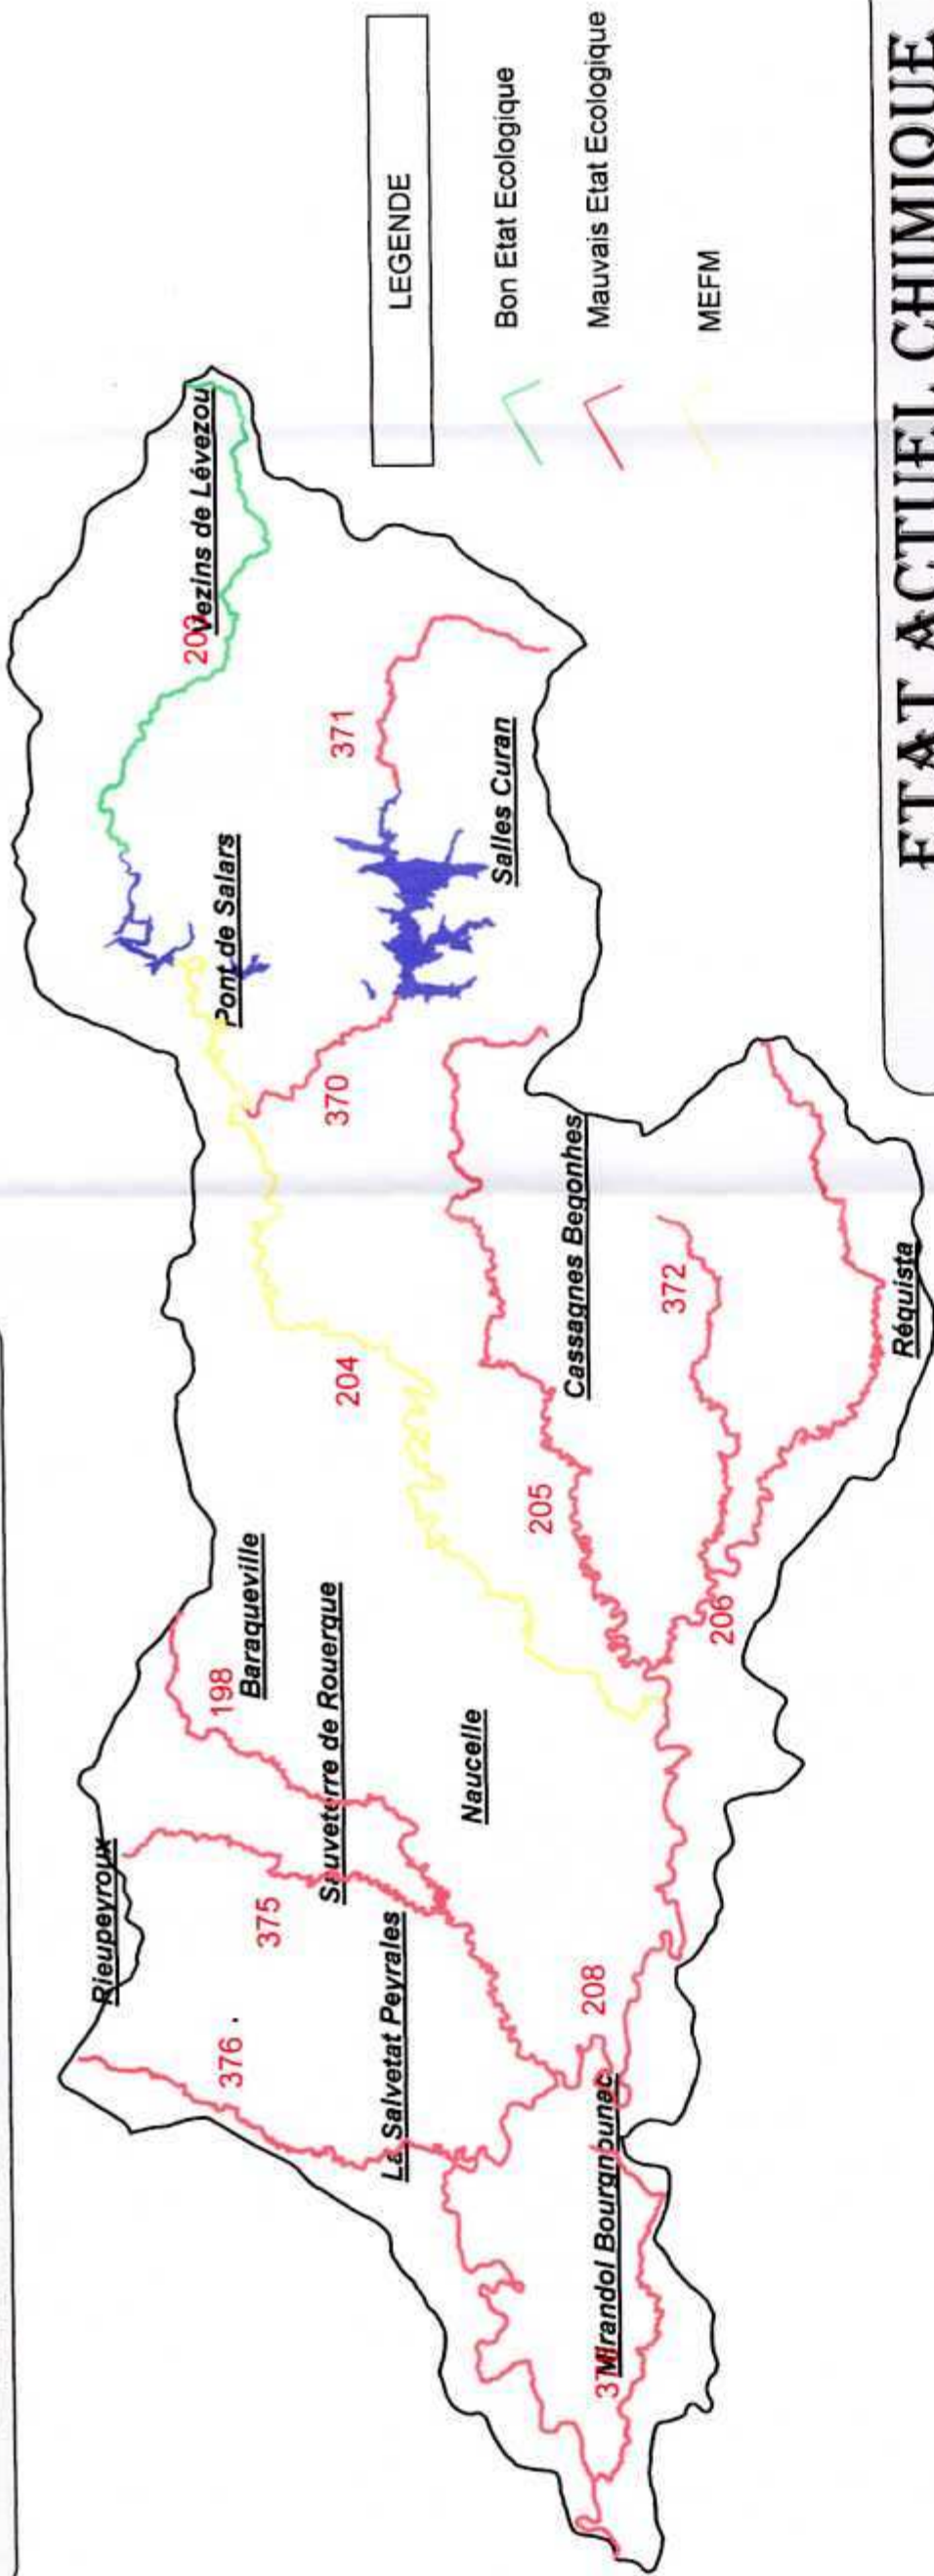 LEGENDE
Bon Etat Ecologique
Mauvais Etat Ecologique
MEFM
Rieupeyroux
376
375
198
Baraqueville
Sauveterre de Rouergue
La Salvetat Peyrales
Naucelle
208
Mirandol Bourgnounac
204
205
206
372
Cassagnes Begonhes
Réquista
370
371
Pont de Salars
Salles Curan
Vezins de Lévezou
ETAT ACTUEL CHIMIQUE